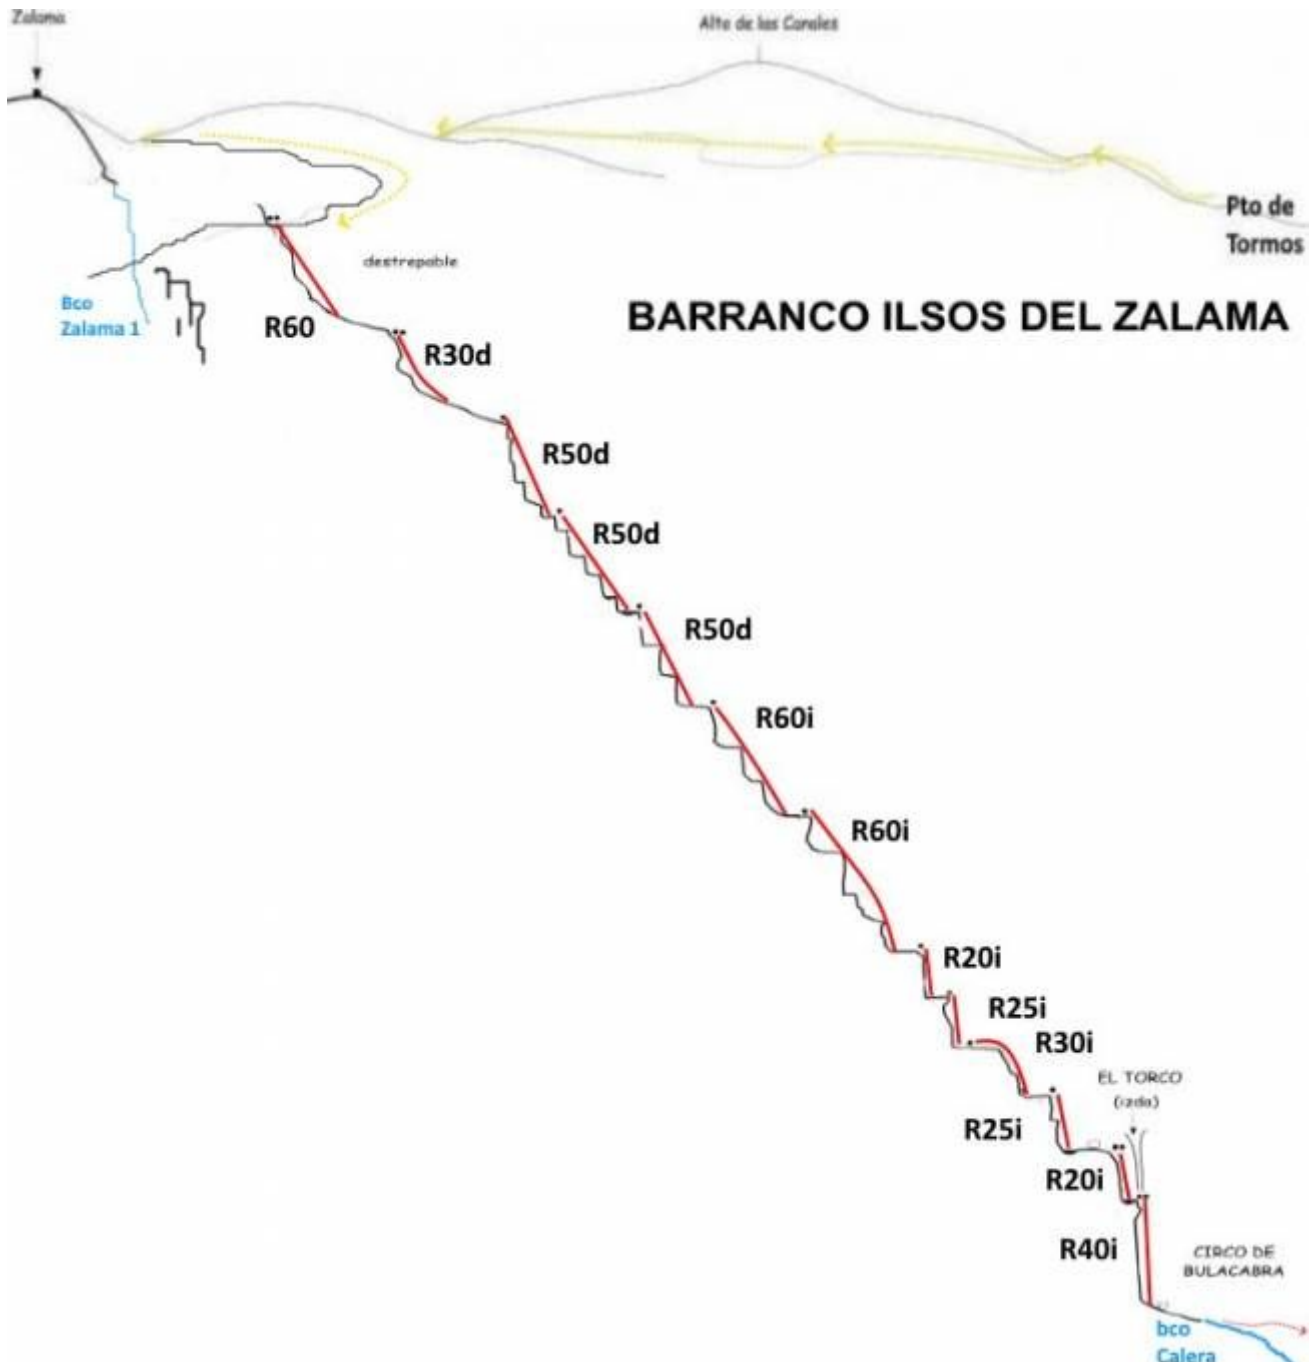 Zalama
Alto de las Canales
Pto de
Tormos
destrepable
Bco
Zalama 1
BARRANCO ILSOS DEL ZALAMA
R60
R30d
R50d
R50d
R50d
R60i
R60i
R20i
R25i
R30i
EL TORCO
(izda)
R25i
R20i
R40i
CIRCO DE
BULACABRA
bco
Calera